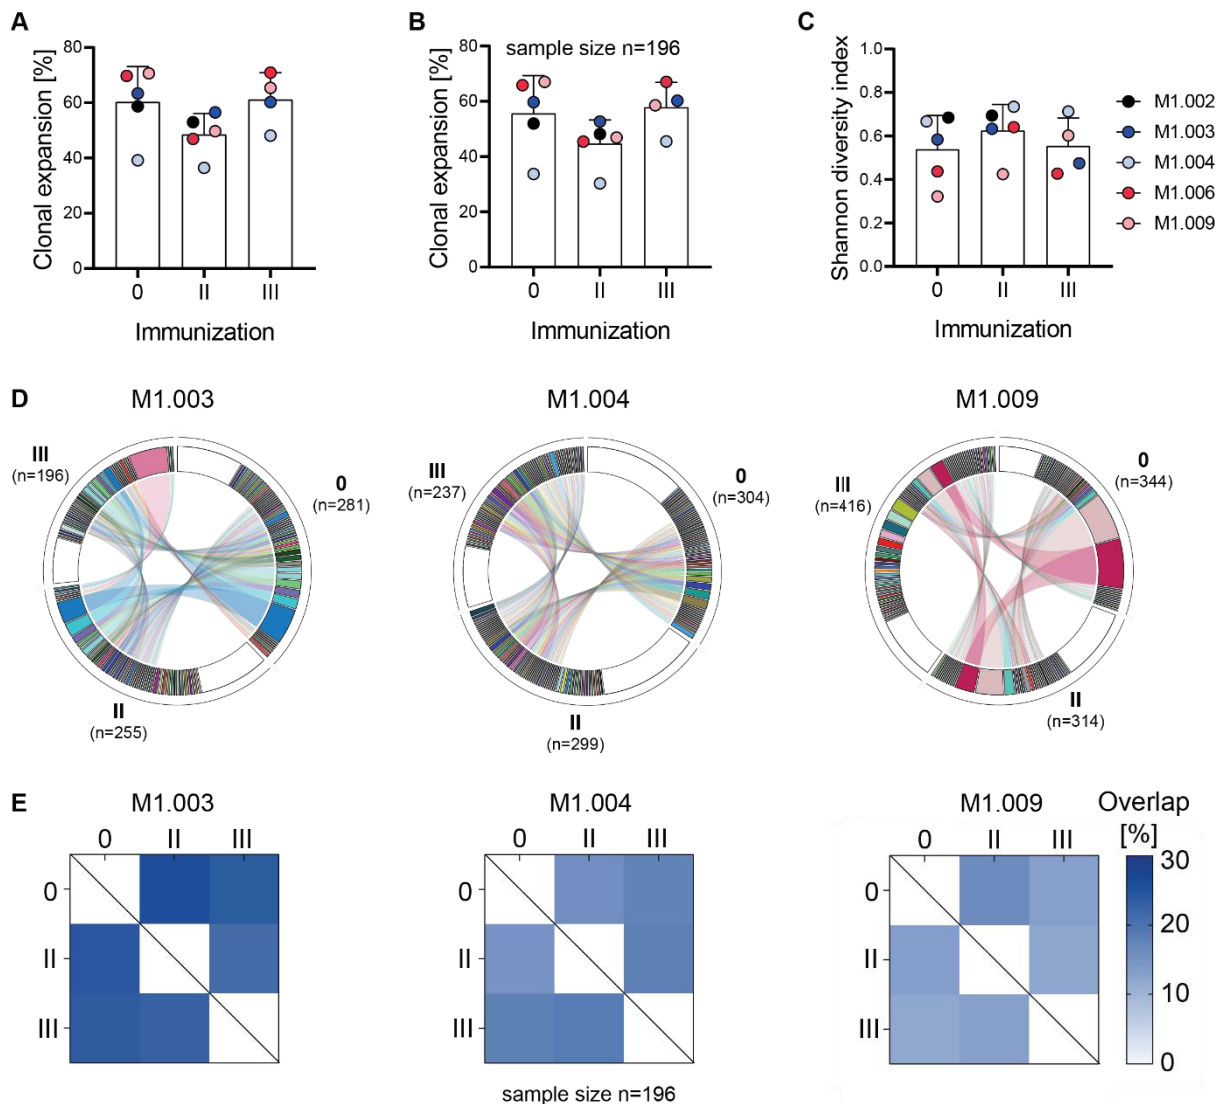 A
Clonal expansion [%]
80
60
40
20
0
0 II III
Immunization
B
sample size n=196
Clonal expansion [%]
80
60
40
20
0
0 II III
Immunization
C
Shannon diversity index
1.0
0.8
0.6
0.4
0.2
0.0
0 II III
Immunization
M1.002
M1.003
M1.004
M1.006
M1.009
D
M1.003
III
(n=196)
0
(n=281)
II
(n=255)
M1.004
III
(n=237)
0
(n=304)
II
(n=299)
M1.009
III
(n=416)
0
(n=344)
II
(n=314)
E
M1.003
0 II III
0
II
III
M1.004
0 II III
0
II
III
sample size n=196
M1.009
0 II III
0
II
III
Overlap
[%]
30
20
10
0